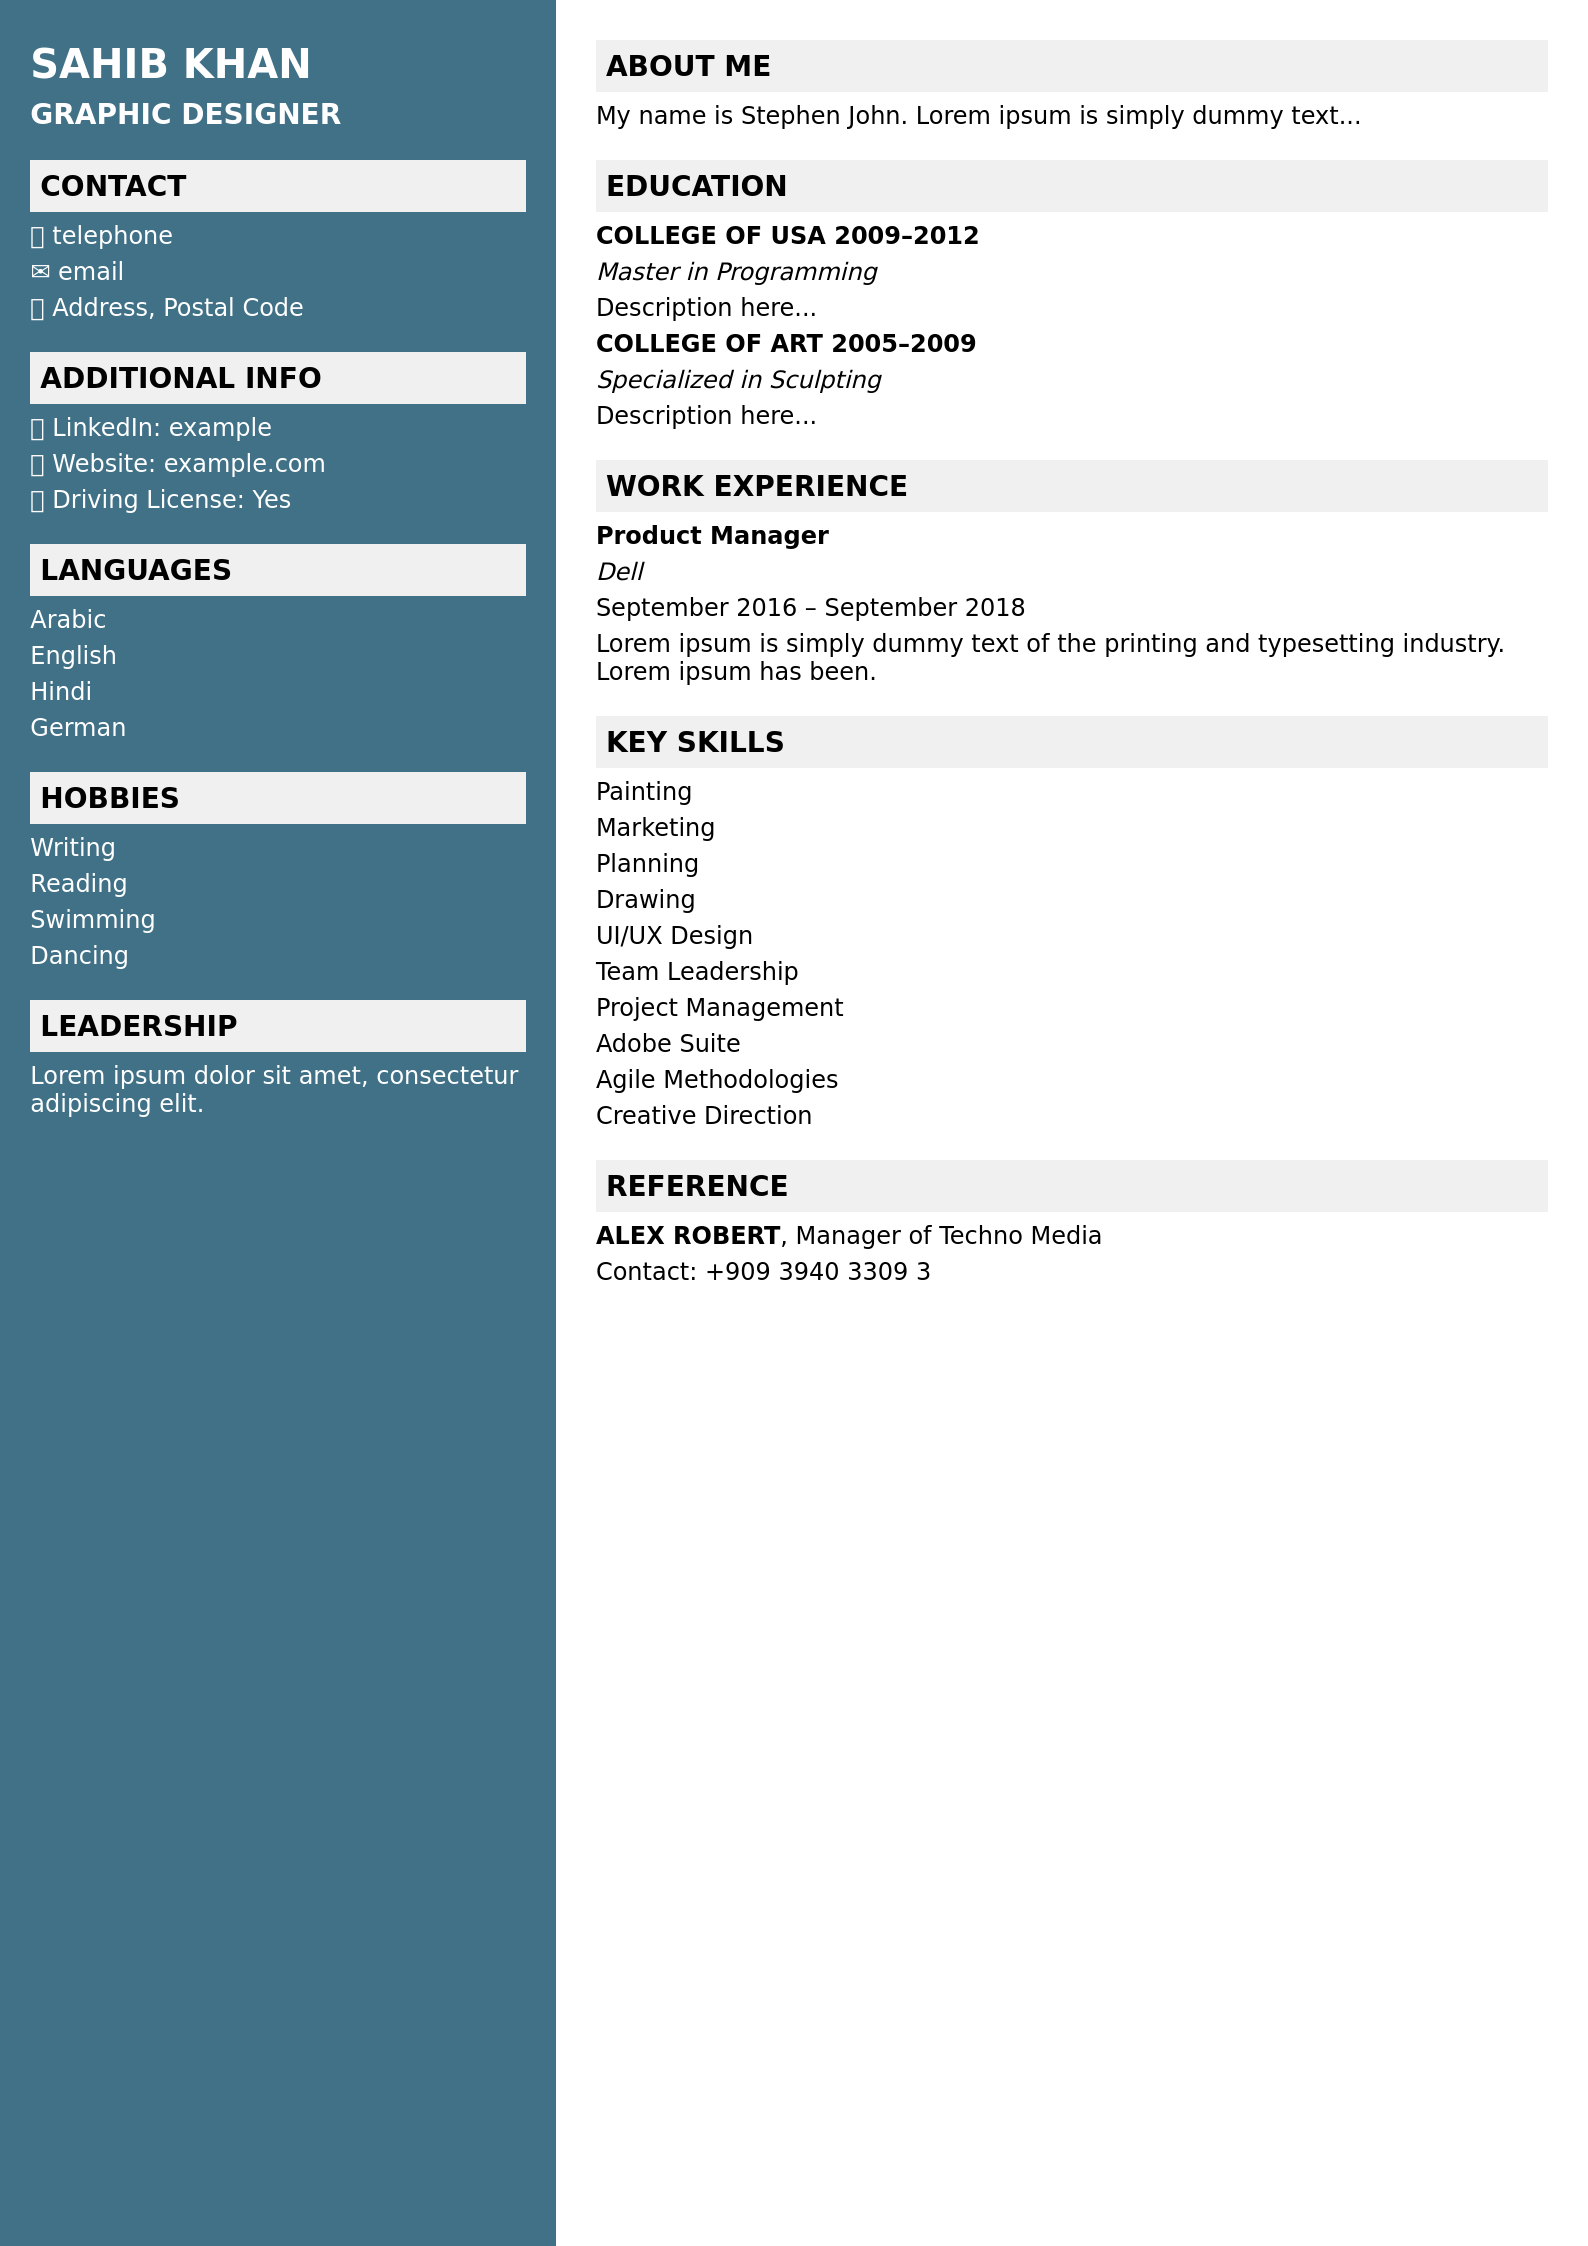 SAHIB KHAN
GRAPHIC DESIGNER
CONTACT
telephone
✉ email
Address, Postal Code
ADDITIONAL INFO
LinkedIn: example
Website: example.com
Driving License: Yes
LANGUAGES
Arabic
English
Hindi
German
HOBBIES
Writing
Reading
Swimming
Dancing
LEADERSHIP
Lorem ipsum dolor sit amet, consectetur
adipiscing elit.
ABOUT ME
My name is Stephen John. Lorem ipsum is simply dummy text...
EDUCATION
COLLEGE OF USA 2009–2012
Master in Programming
Description here...
COLLEGE OF ART 2005–2009
Specialized in Sculpting
Description here...
WORK EXPERIENCE
Product Manager
Dell
September 2016 – September 2018
Lorem ipsum is simply dummy text of the printing and typesetting industry.
Lorem ipsum has been.
KEY SKILLS
Painting
Marketing
Planning
Drawing
UI/UX Design
Team Leadership
Project Management
Adobe Suite
Agile Methodologies
Creative Direction
REFERENCE
ALEX ROBERT, Manager of Techno Media
Contact: +909 3940 3309 3